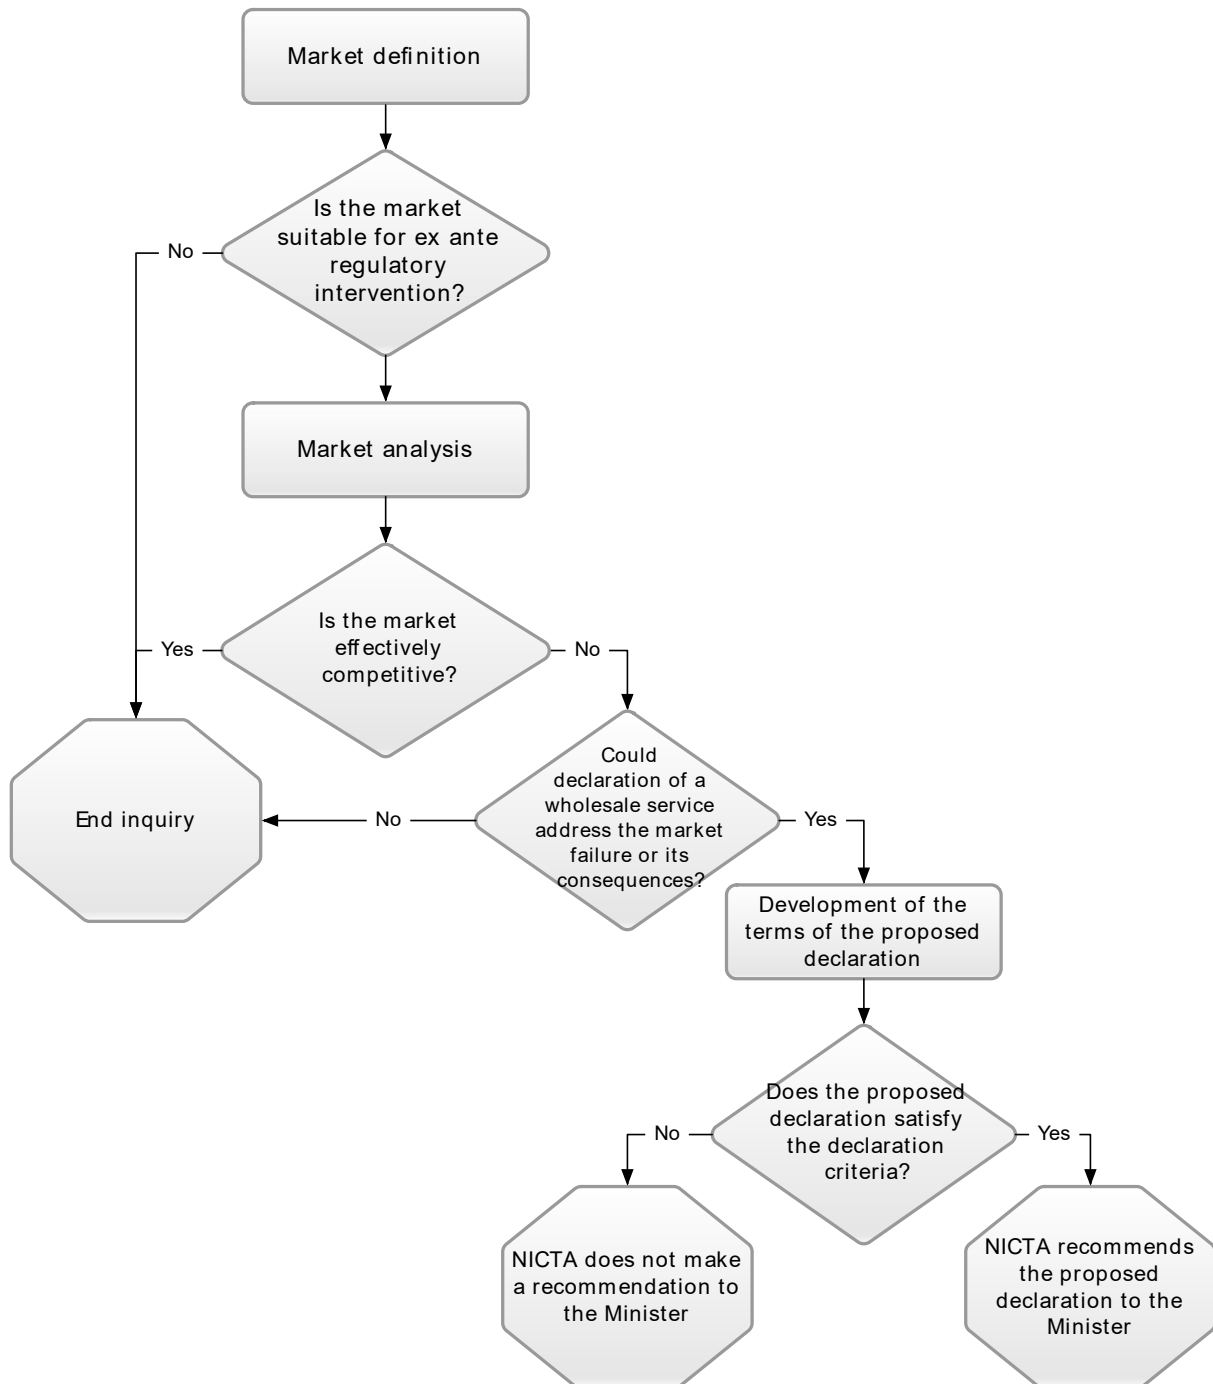 Market definition
Is the market
suitable for ex ante
regulatory
intervention?
No
Market analysis
Is the market
effectively
competitive?
Yes
No
Could
declaration of a
wholesale service
address the market
failure or its
consequences?
End inquiry
No
Yes
Development of the
terms of the proposed
declaration
Does the proposed
declaration satisfy
the declaration
criteria?
No
Yes
NICTA does not make
a recommendation to
the Minister
NICTA recommends
the proposed
declaration to the
Minister